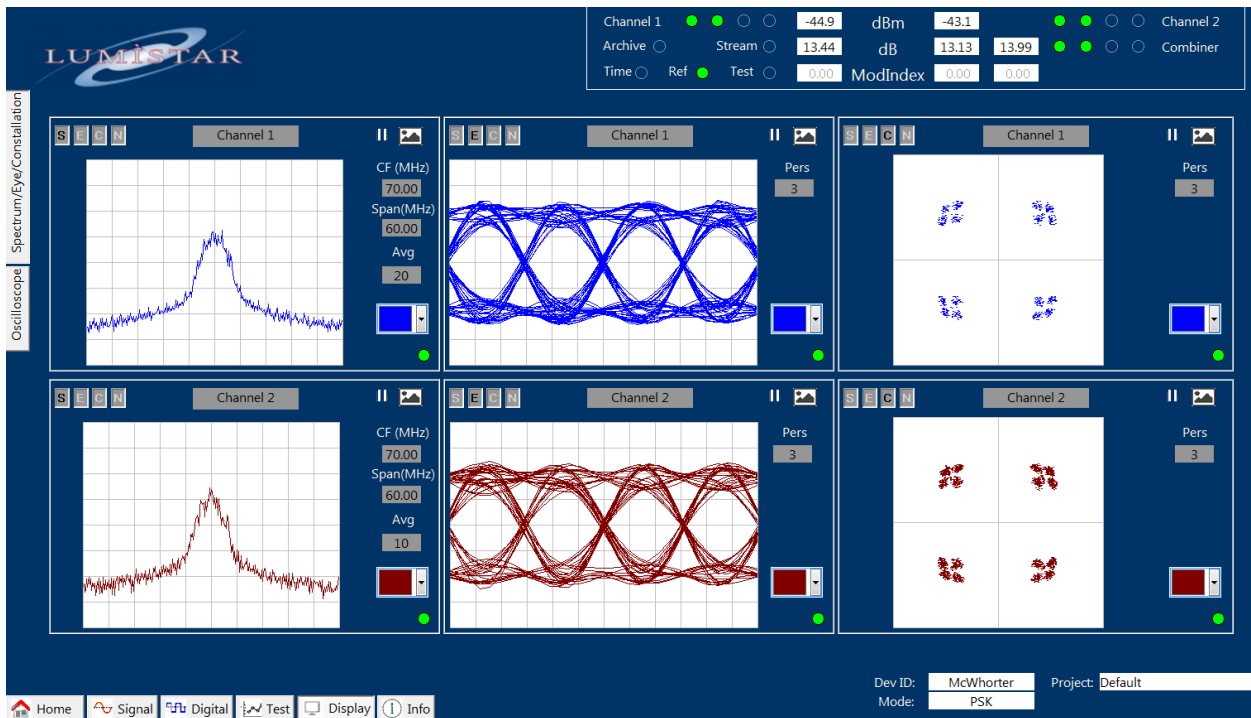 LUMISTAR
Channel 1 -44.9 dBm -43.1 Channel 2
Archive Stream 13.44 dB 13.13 13.99 Combiner
Time Ref Test 0.00 ModIndex 0.00 0.00
Spectrum/Eye/Constallation
Oscilloscope
S E C N Channel 1
CF (MHz)
70.00
Span(MHz)
60.00
Avg
20
S E C N Channel 1
Pers
3
S E C N Channel 1
Pers
3
S E C N Channel 2
CF (MHz)
70.00
Span(MHz)
60.00
Avg
10
S E C N Channel 2
Pers
3
S E C N Channel 2
Pers
3
Dev ID: McWhorter Project: Default
Mode: PSK
Home Signal Digital Test Display Info